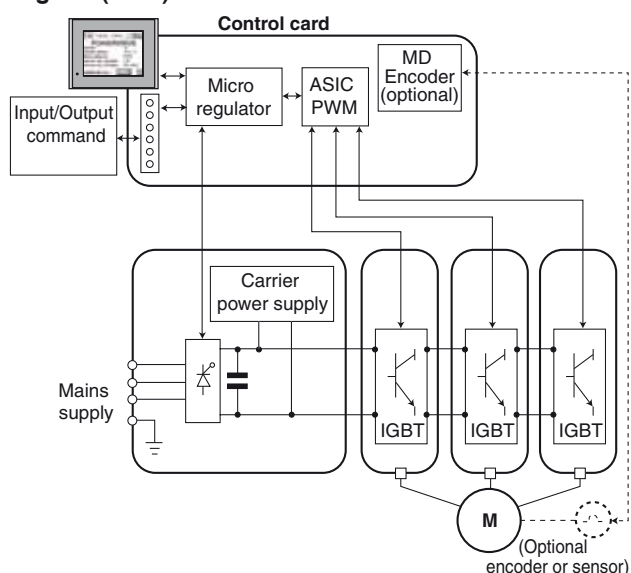 Control card
MD
Encoder
(optional)
Micro
regulator
ASIC
PWM
Input/Output
command
Carrier
power supply
Mains
supply
IGBT
IGBT
IGBT
M
(Optional
encoder or sensor)